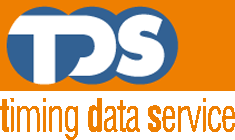 TDS
timing data service